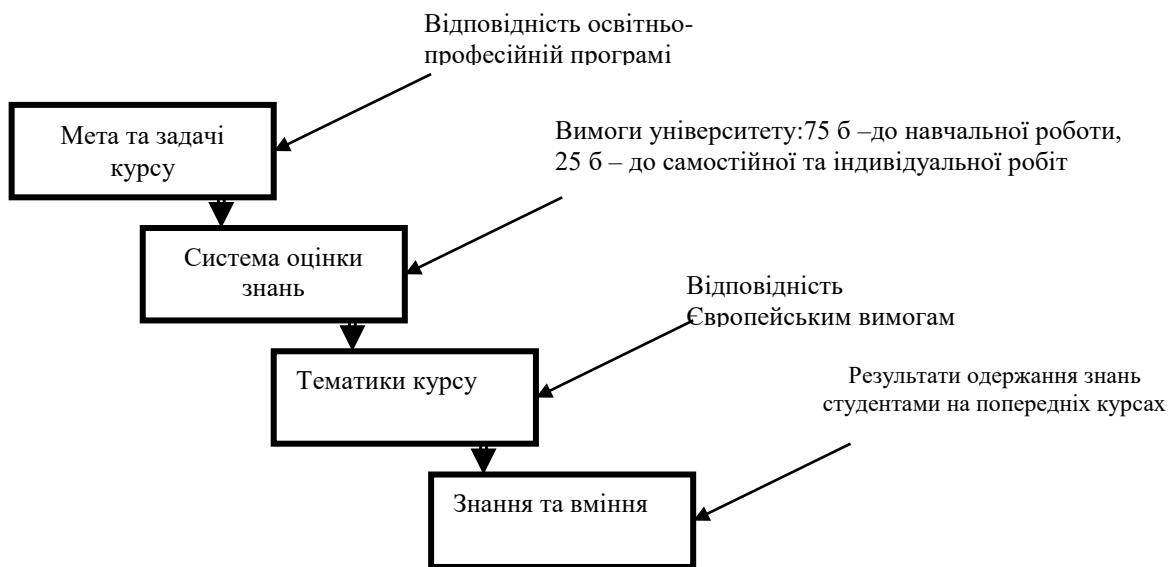 Відповідність освітньо-
професійній програмі
Мета та задачі
курсу
Вимоги університету:75 б –до навчальної роботи,
25 б – до самостійної та індивідуальної робіт
Система оцінки
знань
Відповідність
Європейським вимогам
Тематики курсу
Результати одержання знань
студентами на попередніх курсах
Знання та вміння